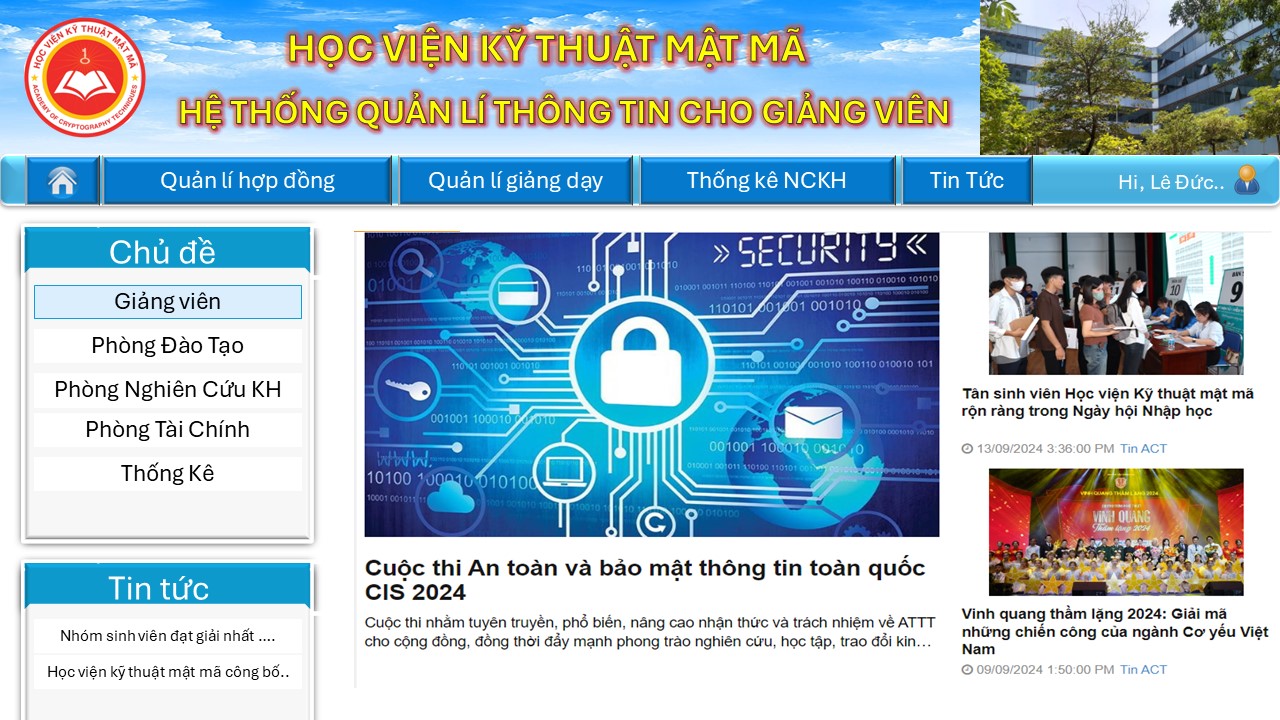 HỌC VIỆN KỸ THUẬT MẬT MÃ
ACADEMY OF CRYPTOGRAPHY TECHNIQUES
HỌC VIỆN KỸ THUẬT MẬT MÃ
HỆ THỐNG QUẢN LÍ THÔNG TIN CHO GIẢNG VIÊN
Quản lí hợp đồng
Quản lí giảng dạy
Thống kê NCKH
Tin Tức
Hi, Lê Đức..
Chủ đề
Giảng viên
Phòng Đào Tạo
Phòng Nghiên Cứu KH
Phòng Tài Chính
Thống Kê
Tin tức
Nhóm sinh viên đạt giải nhất ....
Học viện kỹ thuật mật mã công bố..
» SECURITY «
www.
Cuộc thi An toàn và bảo mật thông tin toàn quốc
CIS 2024
Cuộc thi nhằm tuyên truyền, phổ biến, nâng cao nhận thức và trách nhiệm về ATTT
cho cộng đồng, đồng thời đẩy mạnh phong trào nghiên cứu, học tập, trao đổi kin…
Tân sinh viên Học viện Kỹ thuật mật mã
rộn ràng trong Ngày hội Nhập học
13/09/2024 3:36:00 PM Tin ACT
VINH QUANG THẦM LẶNG 2024
VINH QUANG
Thầm lặng 2024
Vinh quang thầm lặng 2024: Giải mã
những chiến công của ngành Cơ yếu Việt
Nam
09/09/2024 1:50:00 PM Tin ACT